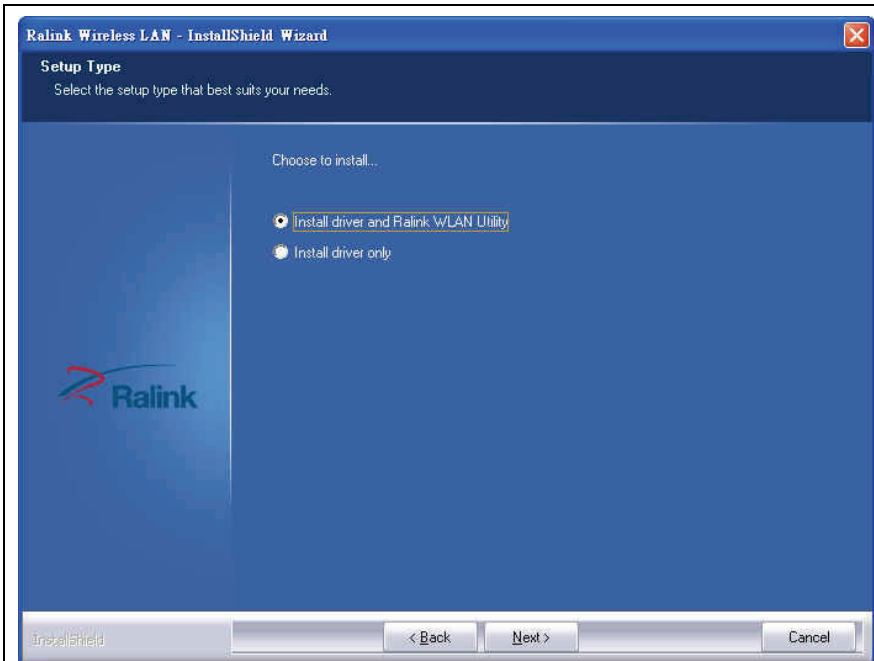 Ralink Wireless LAN - InstallShield Wizard
Setup Type
Select the setup type that best suits your needs.
Choose to install...
Install driver and Ralink WLAN Utility
Install driver only
Ralink
InstallShield
< Back
Next >
Cancel